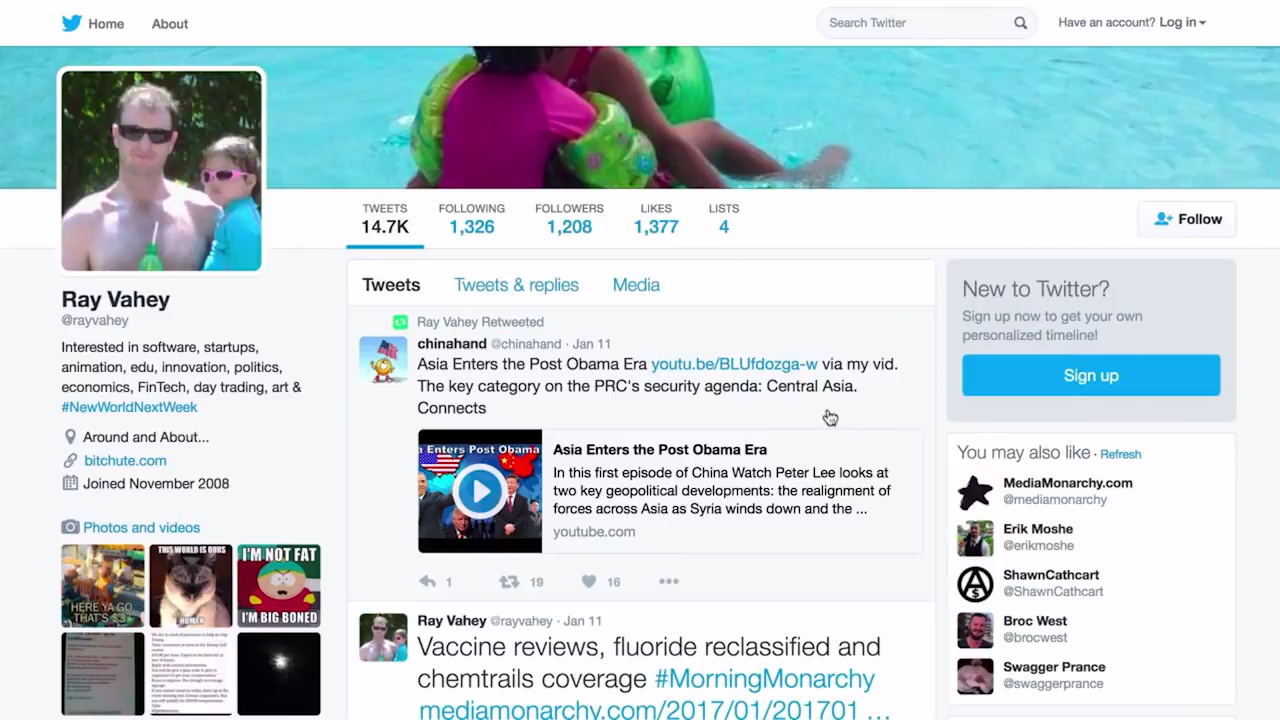 Home
About
Search Twitter
Have an account? Log in
TWEETS
14.7K
FOLLOWING
1,326
FOLLOWERS
1,208
LIKES
1,377
LISTS
4
Follow
Ray Vahey
@rayvahey
Interested in software, startups,
animation, edu, innovation, politics,
economics, FinTech, day trading, art &
#NewWorldNextWeek
Around and About...
bitchute.com
Joined November 2008
Photos and videos
HERE YA GO
THAT'S $3
THIS WORLD IS OURS
HUMAN
I'M NOT FAT
I'M BIG BONED
Tweets
Tweets & replies
Media
Ray Vahey Retweeted
chinahand @chinahand · Jan 11
Asia Enters the Post Obama Era youtu.be/BLUfdozga-w via my vid.
The key category on the PRC's security agenda: Central Asia.
Connects
a Enters Post Obama
Asia Enters the Post Obama Era
In this first episode of China Watch Peter Lee looks at
two key geopolitical developments: the realignment of
forces across Asia as Syria winds down and the ...
youtube.com
1
19
16
Ray Vahey @rayvahey · Jan 11
Vaccine reviews, fluoride reclassified and
chemtrails coverage #MorningMonarchy
mediamonarchy.com/2017/01/201701 ...
New to Twitter?
Sign up now to get your own
personalized timeline!
Sign up
You may also like · Refresh
MediaMonarchy.com
@mediamonarchy
Erik Moshe
@erikmoshe
ShawnCathcart
@ShawnCathcart
Broc West
@brocwest
Swagger France
@swaggerprance